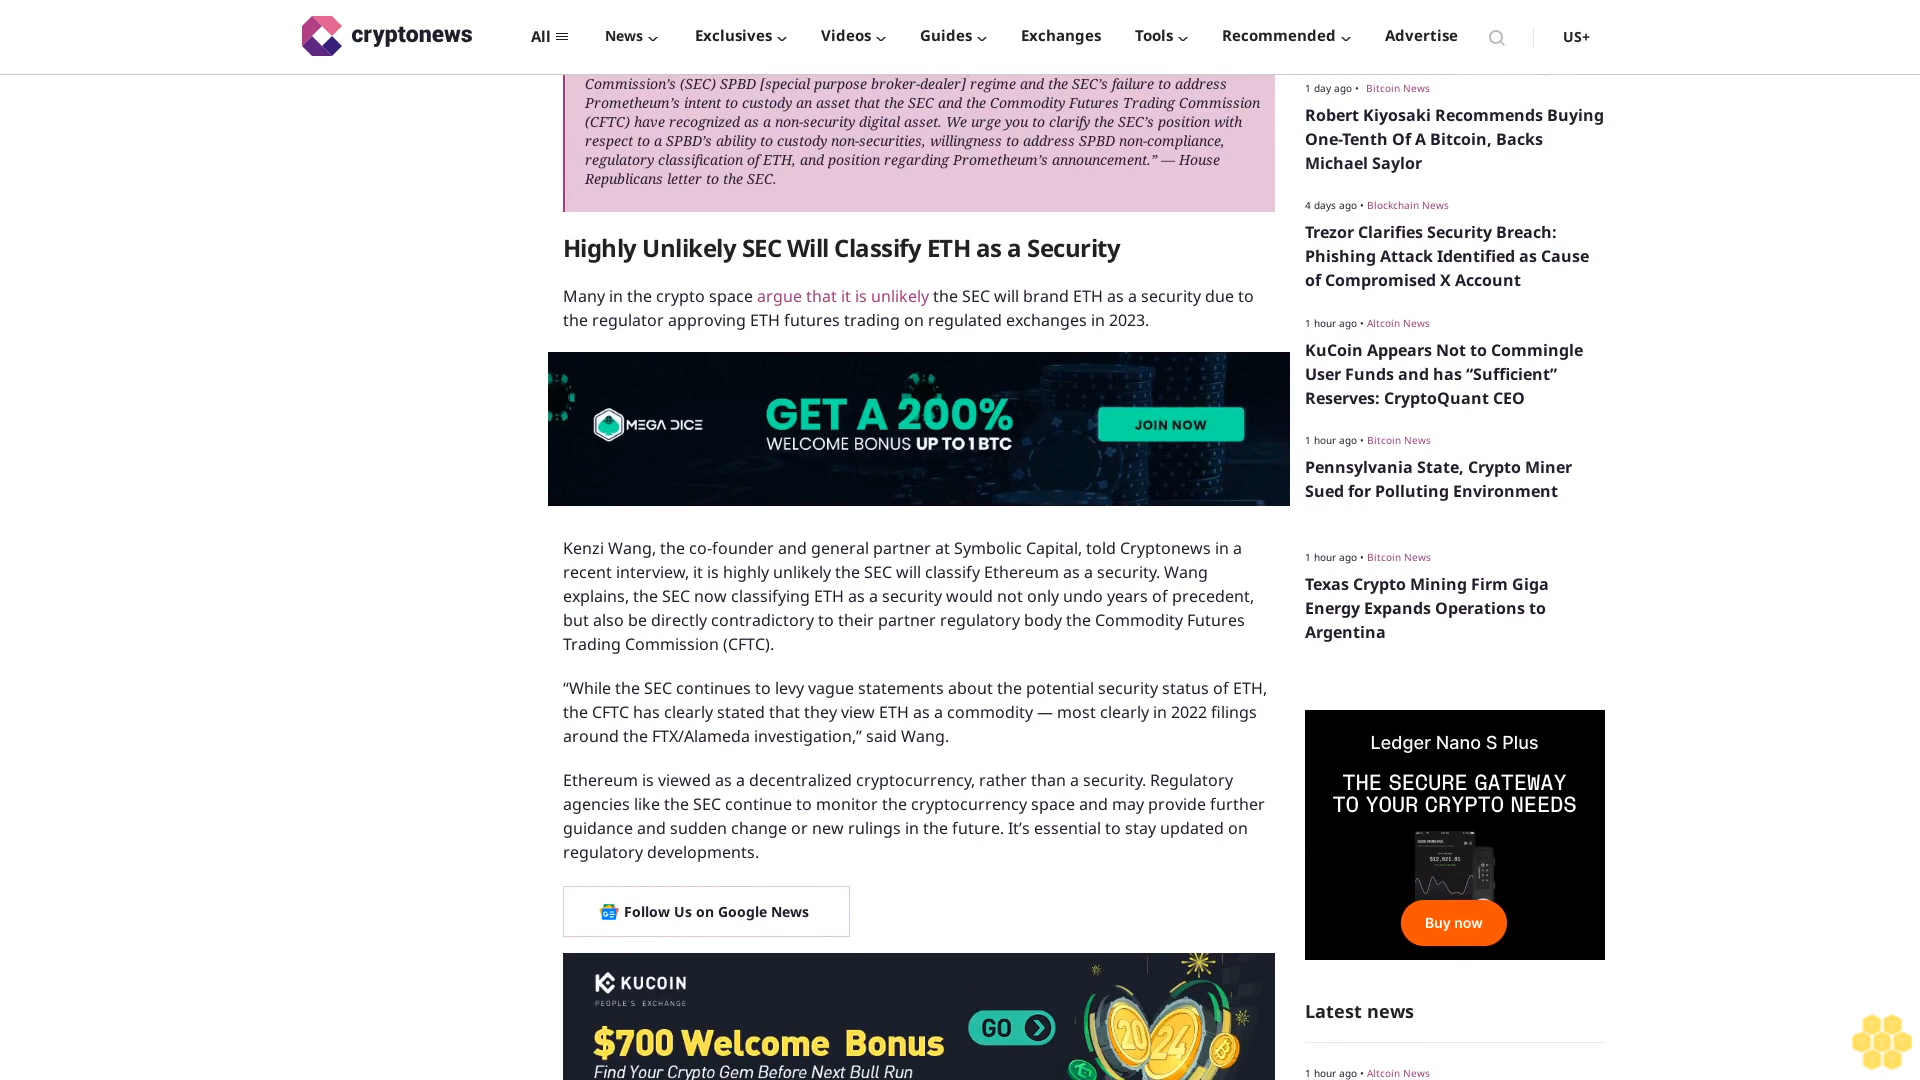 cryptonews
All
News
Exclusives
Videos
Guides
Exchanges
Tools
Recommended
Advertise
US+
Commission’s (SEC) SPBD [special purpose broker-dealer] regime and the SEC’s failure to address
Prometheum’s intent to custody an asset that the SEC and the Commodity Futures Trading Commission
(CFTC) have recognized as a non-security digital asset. We urge you to clarify the SEC’s position with
respect to a SPBD’s ability to custody non-securities, willingness to address SPBD non-compliance,
regulatory classification of ETH, and position regarding Prometheum’s announcement.” — House
Republicans letter to the SEC.
Highly Unlikely SEC Will Classify ETH as a Security
Many in the crypto space argue that it is unlikely the SEC will brand ETH as a security due to
the regulator approving ETH futures trading on regulated exchanges in 2023.
MEGA DICE
GET A 200%
WELCOME BONUS UP TO 1 BTC
JOIN NOW
Kenzi Wang, the co-founder and general partner at Symbolic Capital, told Cryptonews in a
recent interview, it is highly unlikely the SEC will classify Ethereum as a security. Wang
explains, the SEC now classifying ETH as a security would not only undo years of precedent,
but also be directly contradictory to their partner regulatory body the Commodity Futures
Trading Commission (CFTC).
“While the SEC continues to levy vague statements about the potential security status of ETH,
the CFTC has clearly stated that they view ETH as a commodity — most clearly in 2022 filings
around the FTX/Alameda investigation,” said Wang.
Ethereum is viewed as a decentralized cryptocurrency, rather than a security. Regulatory
agencies like the SEC continue to monitor the cryptocurrency space and may provide further
guidance and sudden change or new rulings in the future. It’s essential to stay updated on
regulatory developments.
Follow Us on Google News
KUCOIN
PEOPLE'S EXCHANGE
$700 Welcome Bonus
Find Your Crypto Gem Before Next Bull Run
GO
20 24
1 day ago • Bitcoin News
Robert Kiyosaki Recommends Buying
One-Tenth Of A Bitcoin, Backs
Michael Saylor
4 days ago • Blockchain News
Trezor Clarifies Security Breach:
Phishing Attack Identified as Cause
of Compromised X Account
1 hour ago • Altcoin News
KuCoin Appears Not to Commingle
User Funds and has “Sufficient”
Reserves: CryptoQuant CEO
1 hour ago • Bitcoin News
Pennsylvania State, Crypto Miner
Sued for Polluting Environment
1 hour ago • Bitcoin News
Texas Crypto Mining Firm Giga
Energy Expands Operations to
Argentina
Ledger Nano S Plus
THE SECURE GATEWAY
TO YOUR CRYPTO NEEDS
$12,021.01
Buy now
Latest news
1 hour ago • Altcoin News